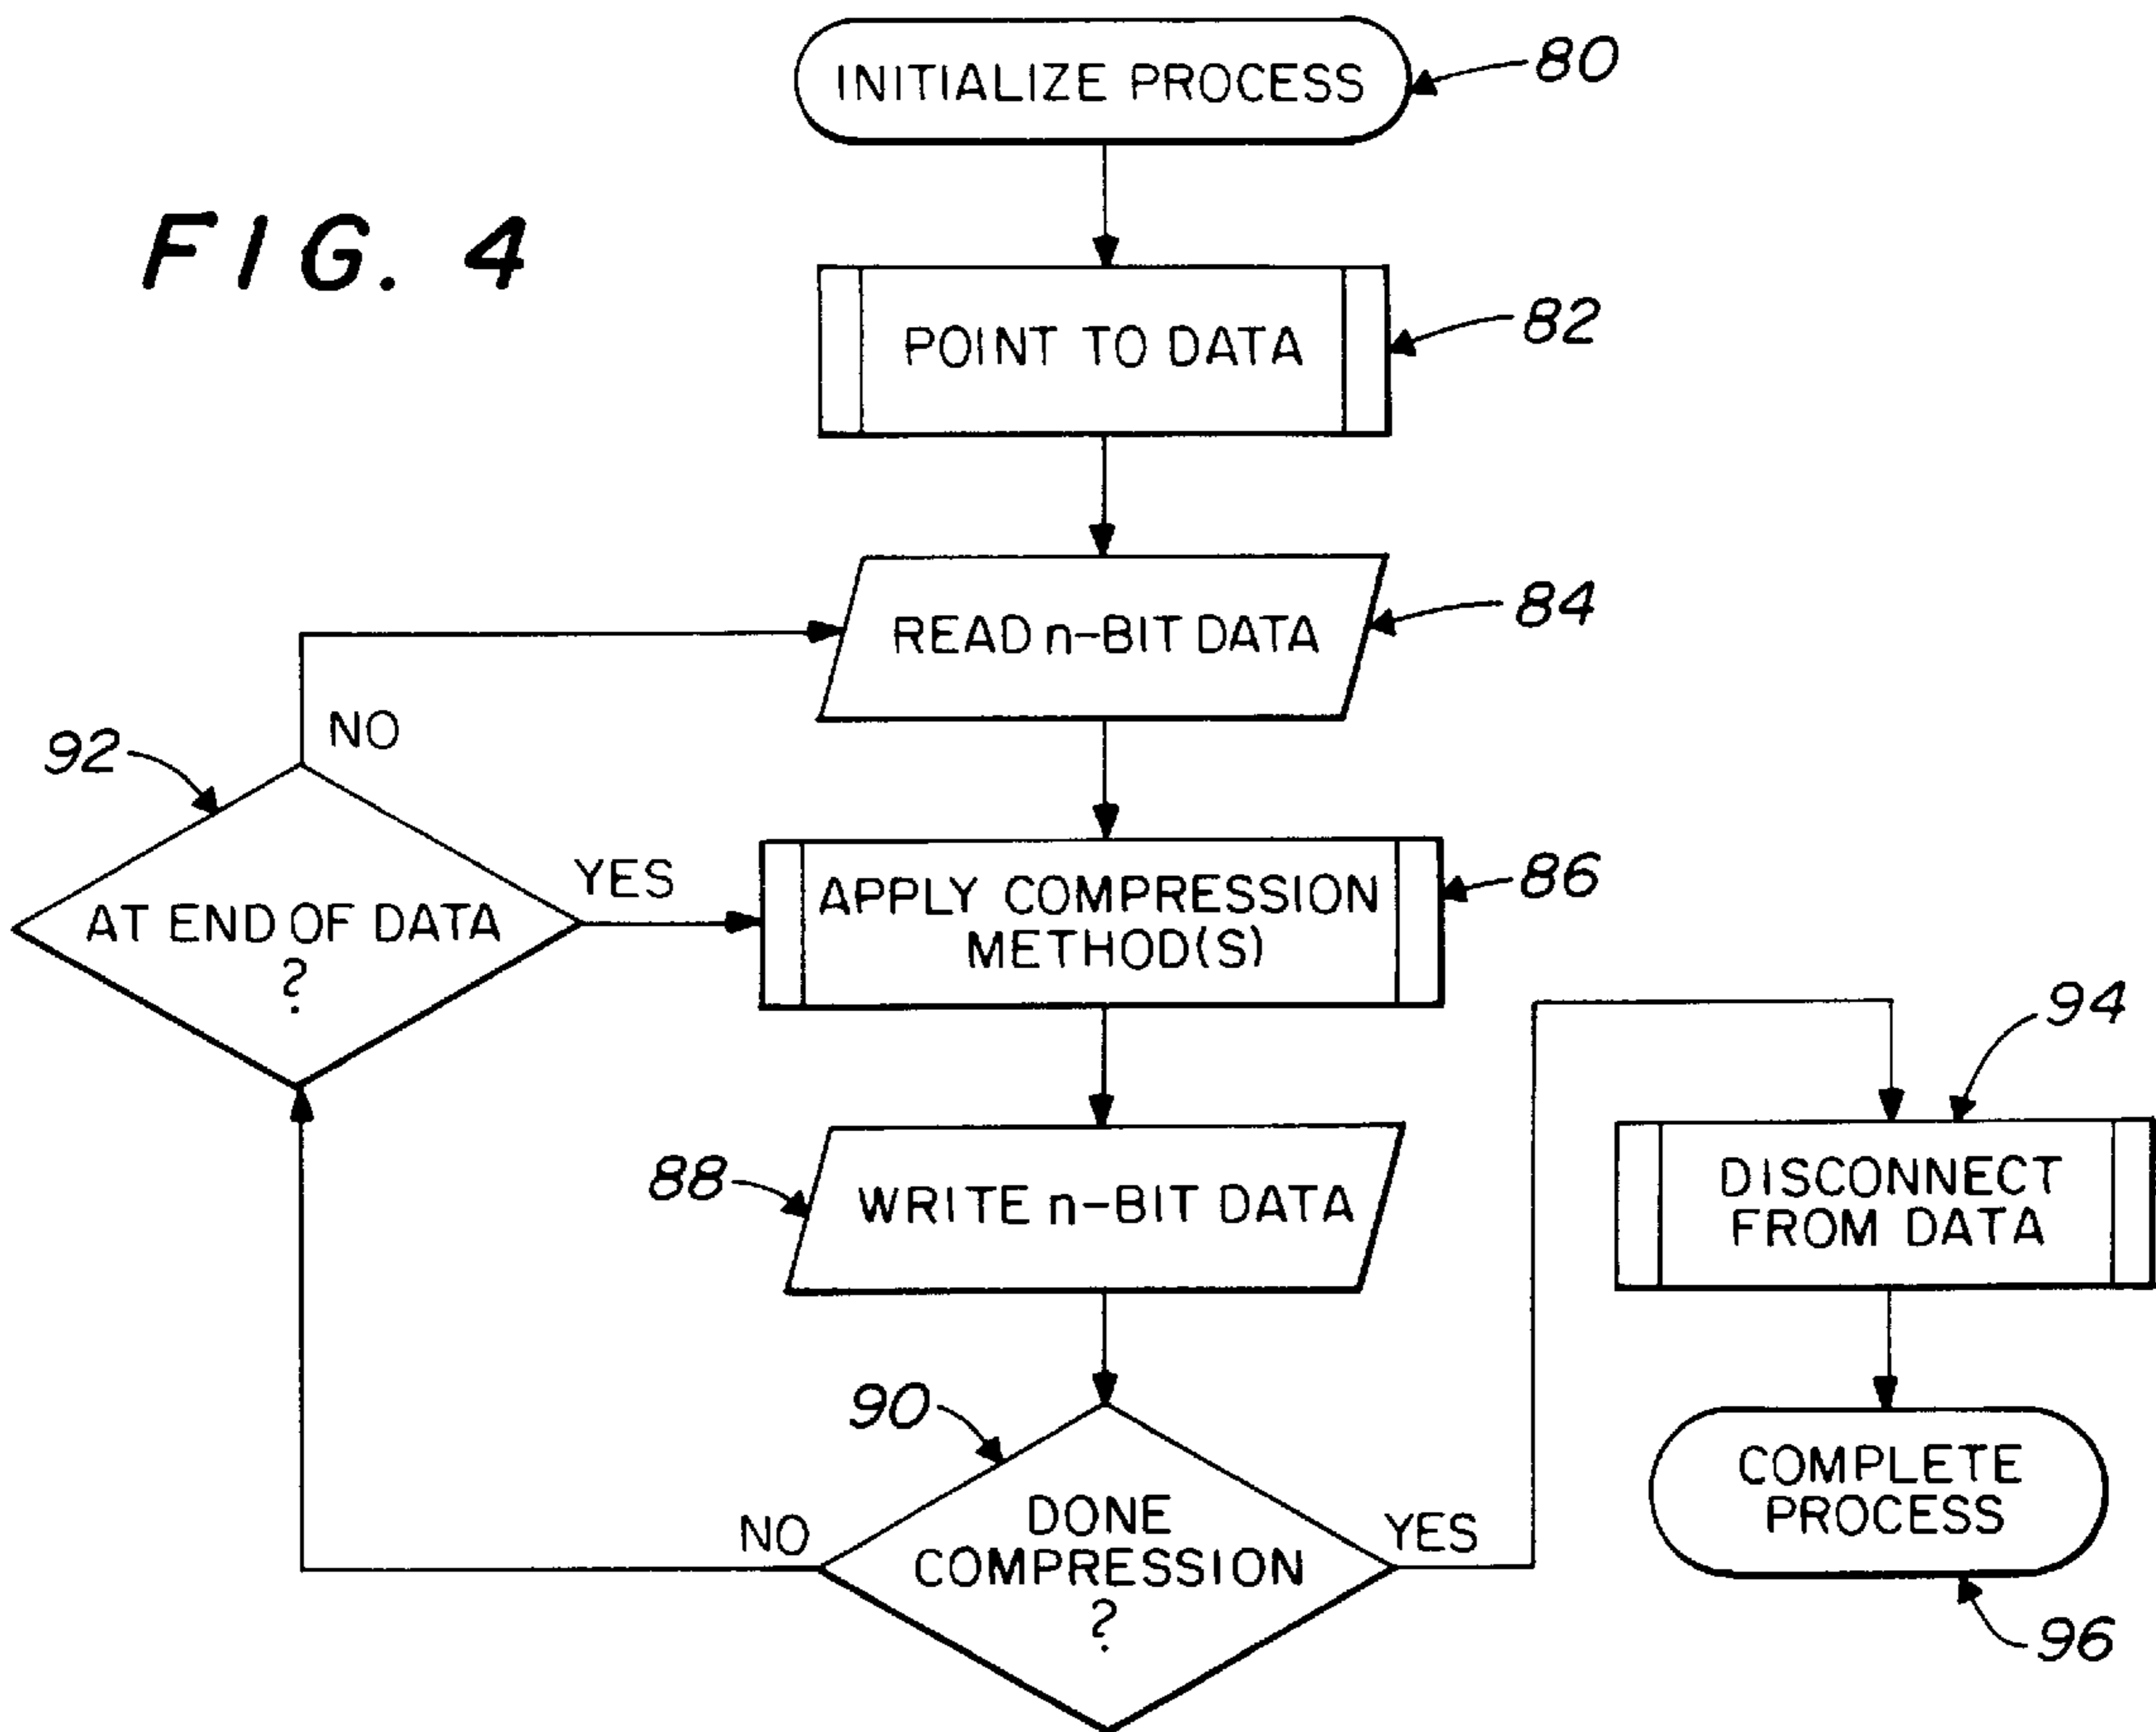 INITIALIZE PROCESS
80
FIG. 4
POINT TO DATA
82
READ n-BIT DATA
84
NO
92
AT END OF DATA
?
YES
APPLY COMPRESSION
METHOD(S)
86
94
88
WRITE n-BIT DATA
DISCONNECT
FROM DATA
90
NO
DONE
COMPRESSION
?
YES
COMPLETE
PROCESS
96